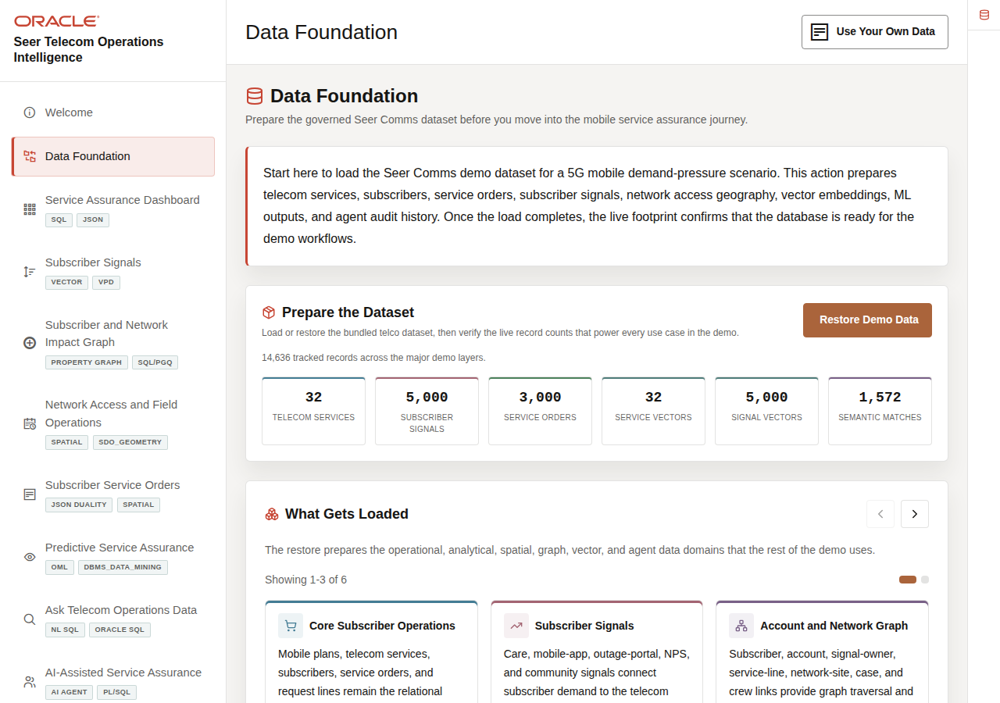 ORACLE
Seer Telecom Operations
Intelligence
Welcome
Data Foundation
Service Assurance Dashboard
SQL JSON
Subscriber Signals
VECTOR VPD
Subscriber and Network
Impact Graph
PROPERTY GRAPH SQL/PGQ
Network Access and Field
Operations
SPATIAL SDO_GEOMETRY
Subscriber Service Orders
JSON DUALITY SPATIAL
Predictive Service Assurance
OML DBMS_DATA_MINING
Ask Telecom Operations Data
NL SQL ORACLE SQL
AI-Assisted Service Assurance
AI AGENT PL/SQL
Data Foundation
Use Your Own Data
Data Foundation
Prepare the governed Seer Comms dataset before you move into the mobile service assurance journey.
Start here to load the Seer Comms demo dataset for a 5G mobile demand-pressure scenario. This action prepares
telecom services, subscribers, service orders, subscriber signals, network access geography, vector embeddings, ML
outputs, and agent audit history. Once the load completes, the live footprint confirms that the database is ready for the
demo workflows.
Prepare the Dataset
Load or restore the bundled telco dataset, then verify the live record counts that power every use case in the demo.
Restore Demo Data
14,636 tracked records across the major demo layers.
32
TELECOM SERVICES
5,000
SUBSCRIBER
SIGNALS
3,000
SERVICE ORDERS
32
SERVICE VECTORS
5,000
SIGNAL VECTORS
1,572
SEMANTIC MATCHES
What Gets Loaded
The restore prepares the operational, analytical, spatial, graph, vector, and agent data domains that the rest of the demo uses.
Showing 1-3 of 6
Core Subscriber Operations
Mobile plans, telecom services,
subscribers, service orders, and
request lines remain the relational
Subscriber Signals
Care, mobile-app, outage-portal, NPS,
and community signals connect
subscriber demand to the telecom
Account and Network Graph
Subscriber, account, signal-owner,
service-line, network-site, case, and
crew links provide graph traversal and